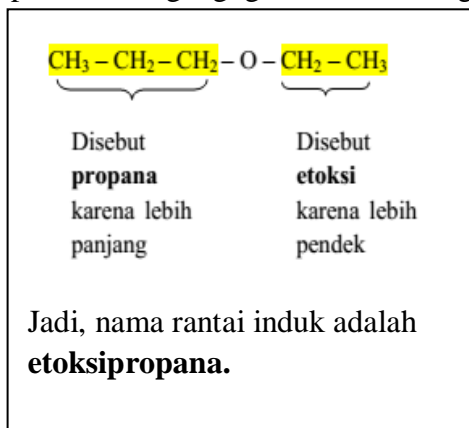 CH₃ – CH₂ – CH₂ – O – CH₂ – CH₃
Disebut
propana
karena lebih
panjang
Disebut
etoksi
karena lebih
pendek
Jadi, nama rantai induk adalah
etoksipropana.